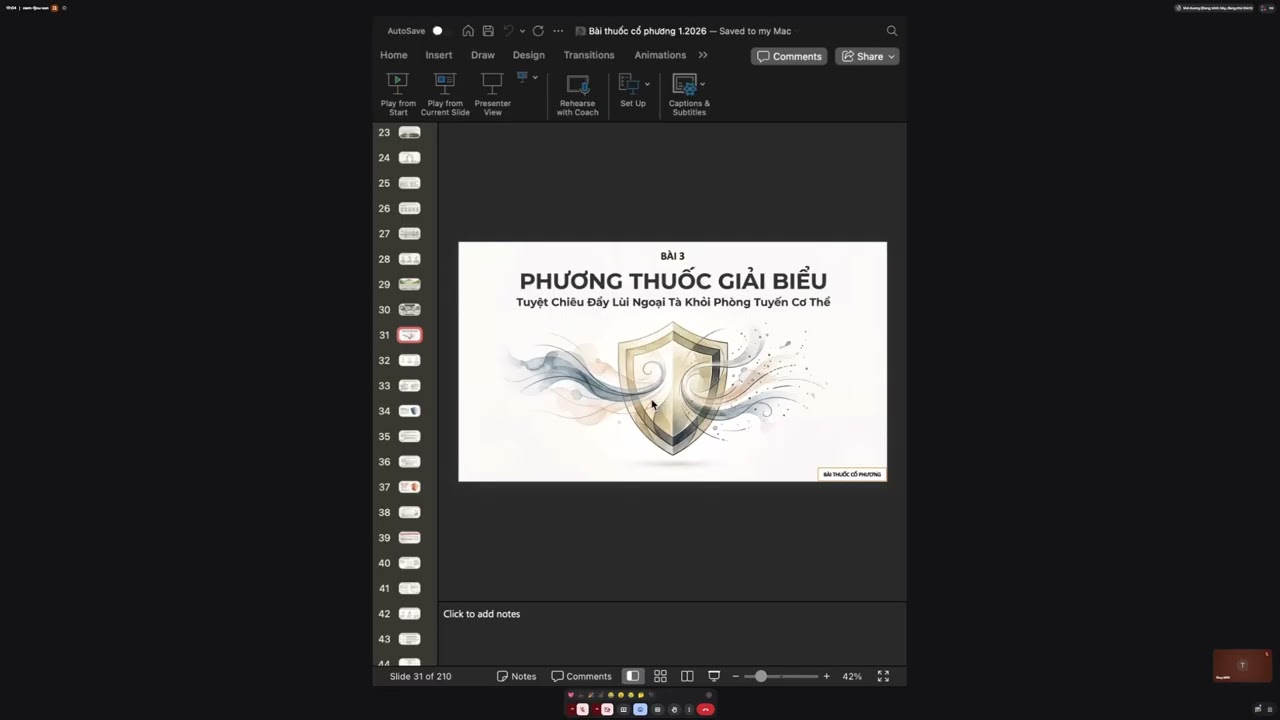 AutoSave
Bài thuốc cổ phương 1.2026 — Saved to my Mac
Home Insert Draw Design Transitions Animations >>
Comments Share
Play from Start
Play from Current Slide
Presenter View
Rehearse with Coach
Set Up
Captions & Subtitles
23
24
25
26
27
28
29
30
31
32
33
34
35
36
37
38
39
40
41
42
43
44
BÀI 3
PHƯƠNG THUỐC GIẢI BIỂU
Tuyệt Chiêu Đẩy Lùi Ngoại Tà Khỏi Phòng Tuyến Cơ Thể
BÀI THUỐC CỔ PHƯƠNG
Click to add notes
Slide 31 of 210 Notes Comments 42%
T